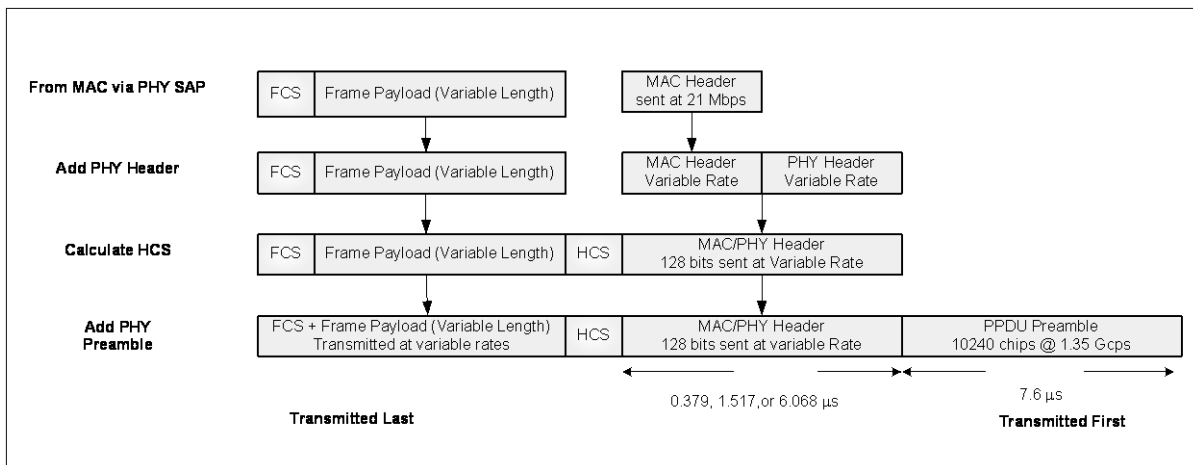 From MAC via PHY SAP
FCS
Frame Payload (Variable Length)
MAC Header
sent at 21 Mbps
Add PHY Header
FCS
Frame Payload (Variable Length)
MAC Header
Variable Rate
PHY Header
Variable Rate
Calculate HCS
FCS
Frame Payload (Variable Length)
HCS
MAC/PHY Header
128 bits sent at Variable Rate
Add PHY
Preamble
FCS + Frame Payload (Variable Length)
Transmitted at variable rates
HCS
MAC/PHY Header
128 bits sent at variable Rate
PPDU Preamble
10240 chips @ 1.35 Gcps
0.379, 1.517,or 6.068 μs
7.6 μs
Transmitted Last
Transmitted First